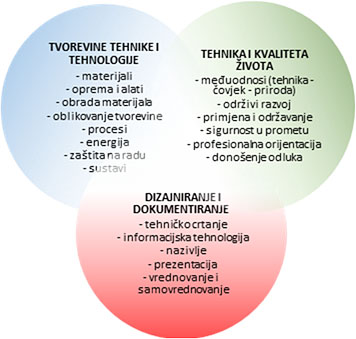 TVOREVINE TEHNIKE I
TEHNOLOGIJE
- materijali
- oprema i alati
- obrada materijala
- oblikovanje tvorevine
- procesi
- energija
- zaštita na radu
- sustavi
TEHNIKA I KVALITETA
ŽIVOTA
- međuodnosi (tehnika -
čovjek - priroda)
- održivi razvoj
- primjena i održavanje
- sigurnost u prometu
- profesionalna orijentacija
- donošenje odluka
DIZAJNIRANJE I
DOKUMENTIRANJE
- tehničko crtanje
- informacijska tehnologija
- nazivlje
- prezentacija
- vrednovanje i
samovrednovanje